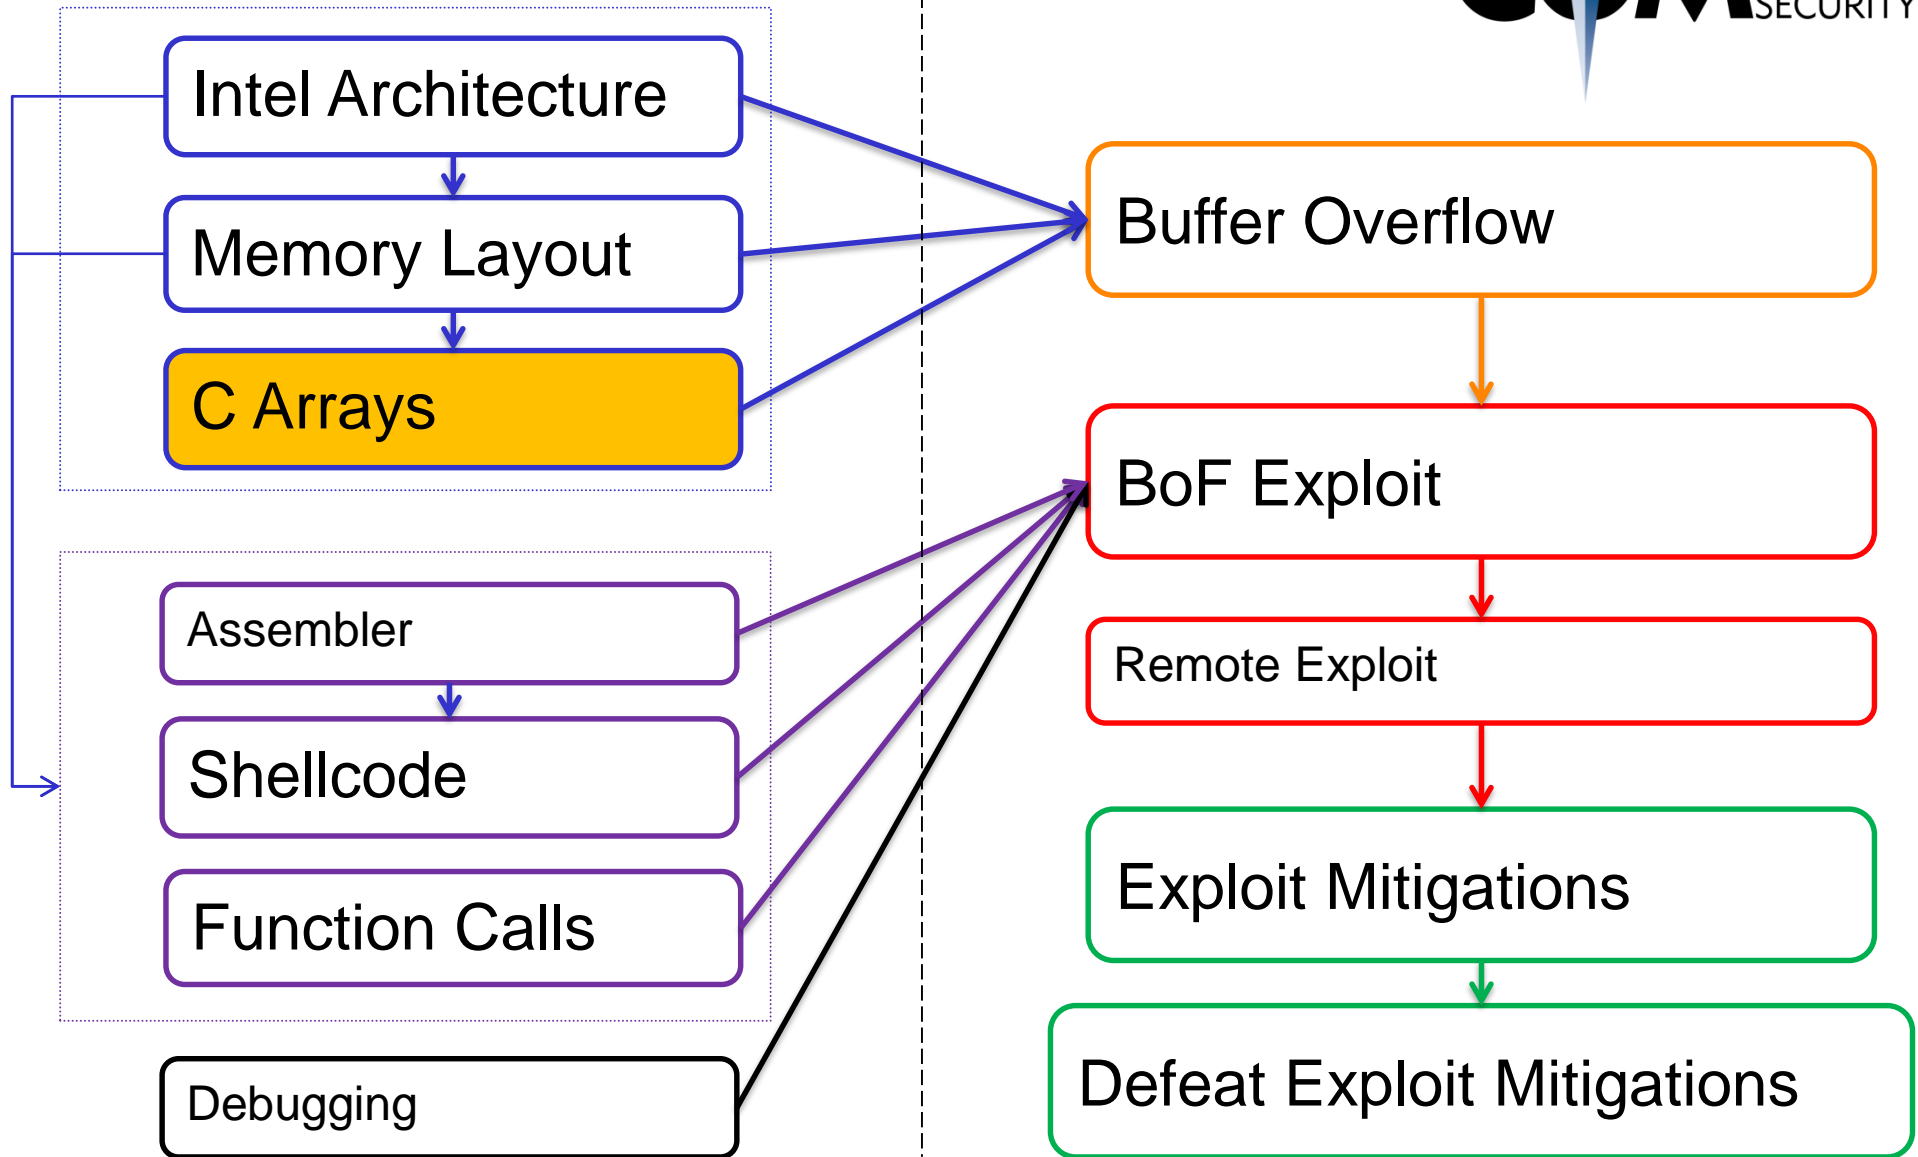 SECURITY
Intel Architecture
Memory Layout
C Arrays
Assembler
Shellcode
Function Calls
Debugging
Buffer Overflow
BoF Exploit
Remote Exploit
Exploit Mitigations
Defeat Exploit Mitigations